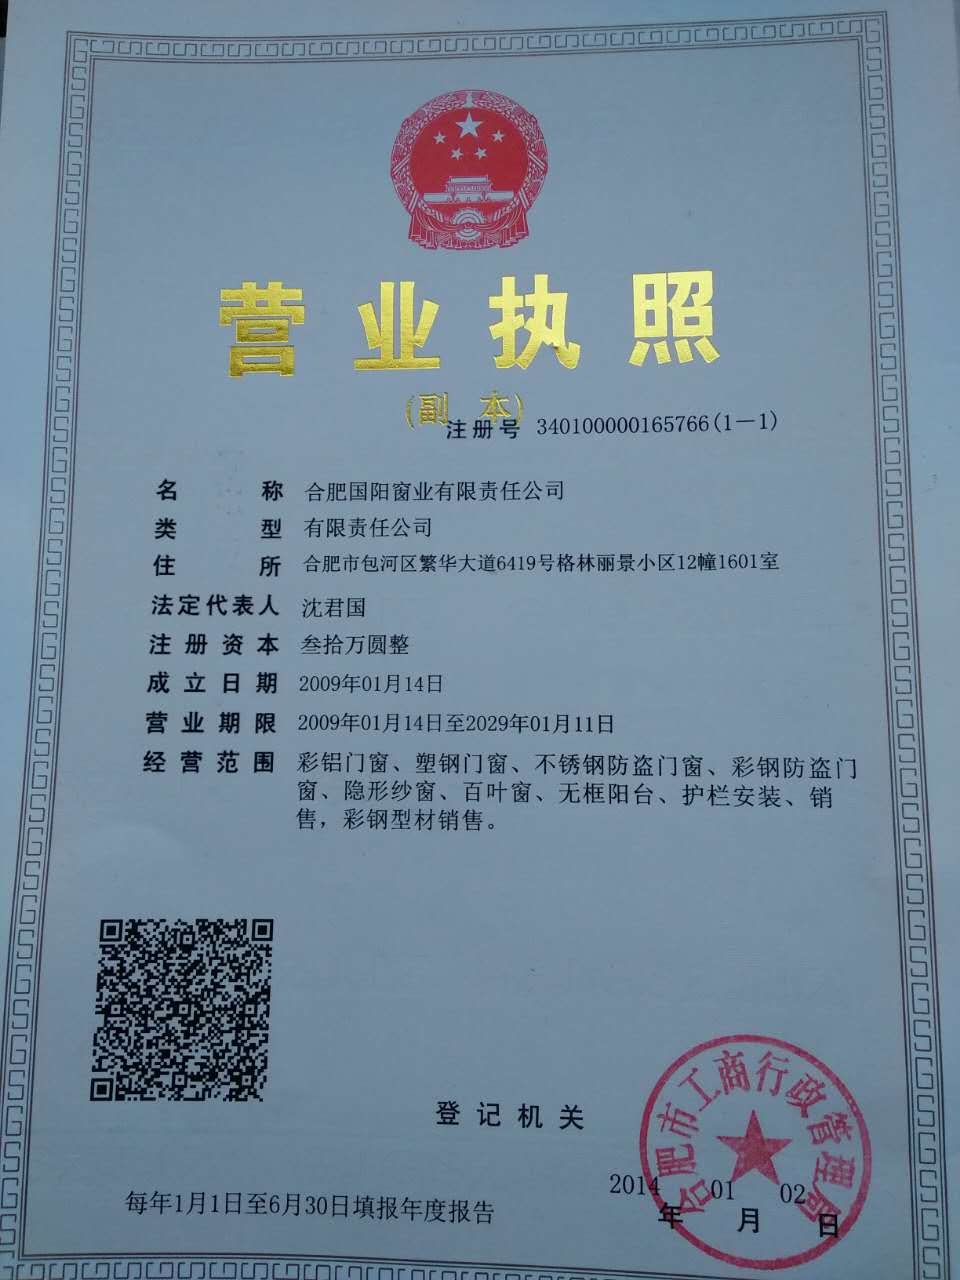 营业执照
(副本)
注册号 340100000165766(1-1)
名称 合肥国阳窗业有限责任公司
类型 有限责任公司
住所 合肥市包河区繁华大道6419号格林丽景小区12幢1601室
法定代表人 沈君国
注册资本 叁拾万圆整
成立日期 2009年01月14日
营业期限 2009年01月14日至2029年01月11日
经营范围 彩铝门窗、塑钢门窗、不锈钢防盗门窗、彩钢防盗门
窗、隐形纱窗、百叶窗、无框阳台、护栏安装、销
售，彩钢型材销售。
登记机关
合肥市工商行政管理局
2014年01月02日
每年1月1日至6月30日填报年度报告